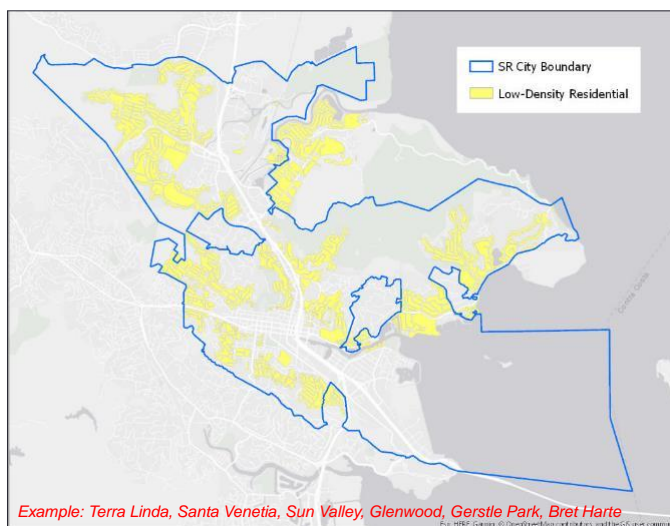 SR City Boundary
Low-Density Residential
Example: Terra Linda, Santa Venetia, Sun Valley, Glenwood, Gerstle Park, Bret Harte